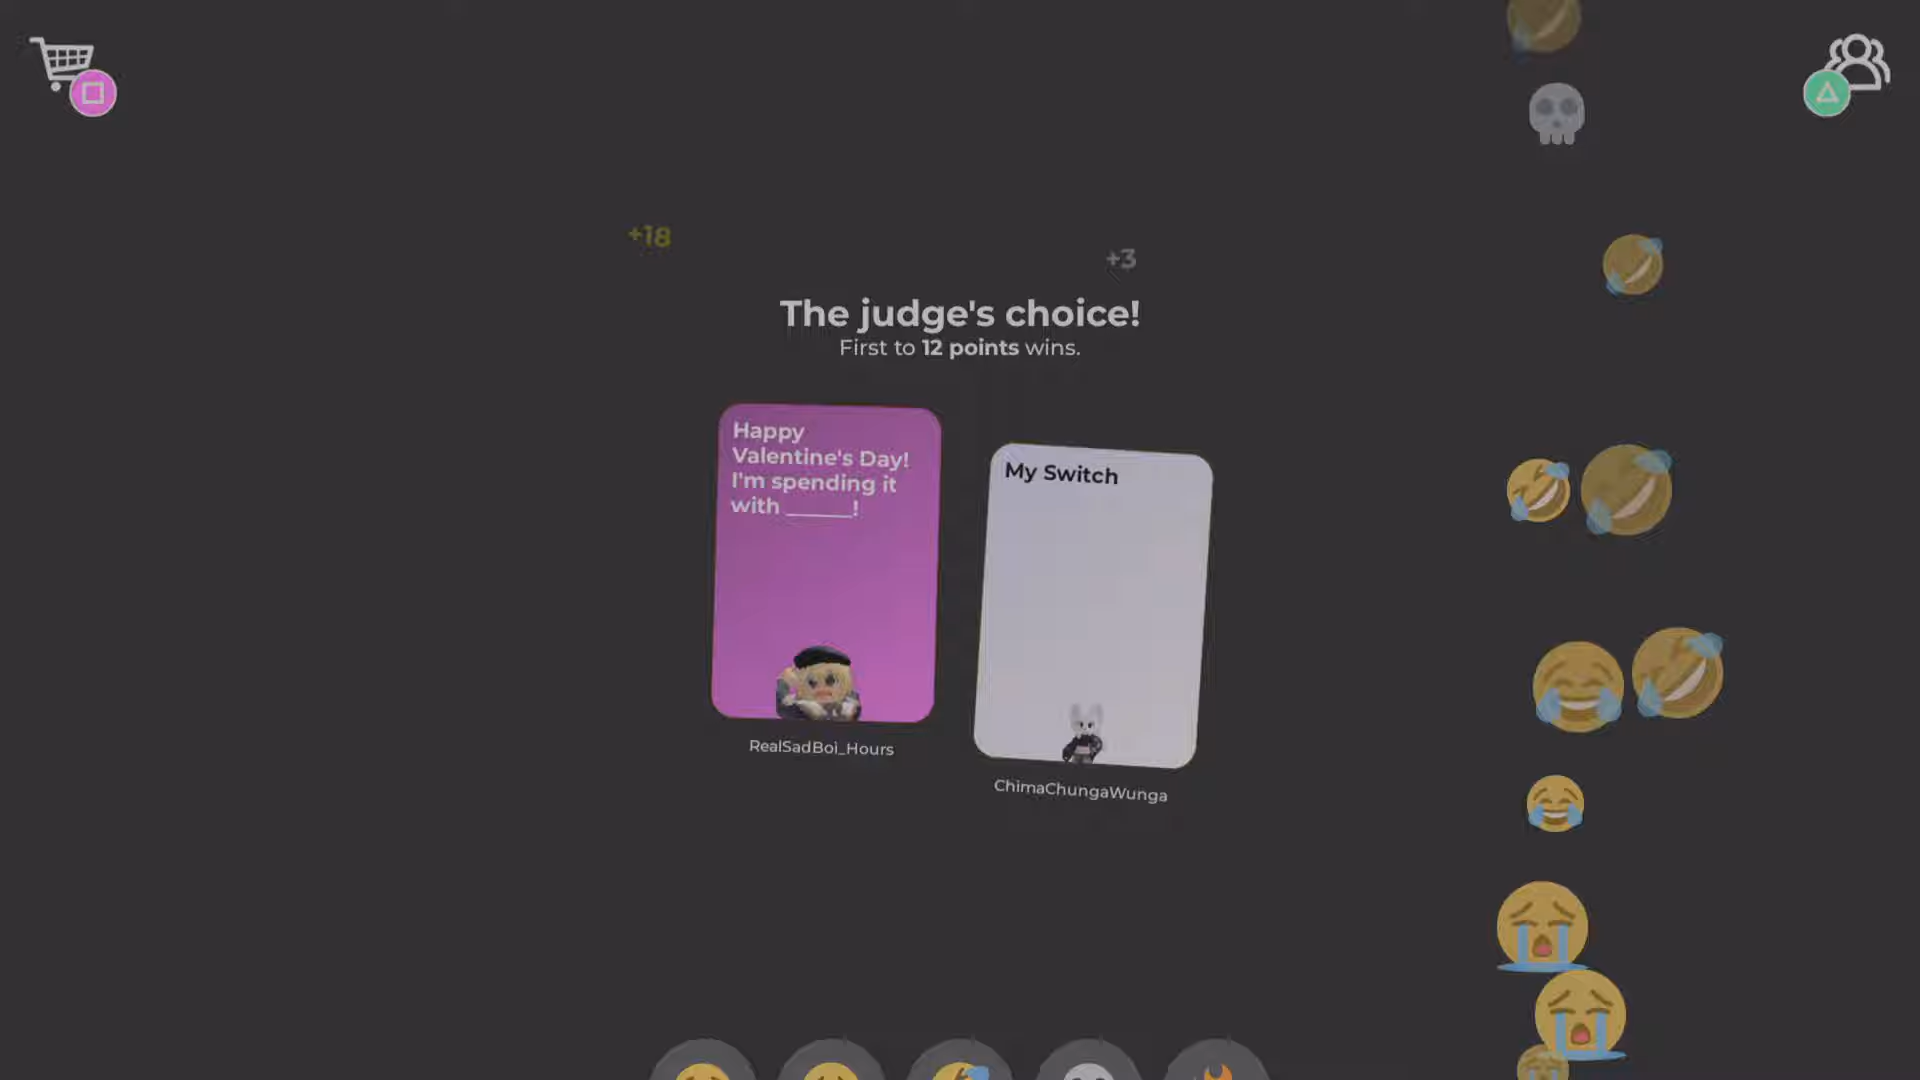 +18
+3
The judge's choice!
First to 12 points wins.
Happy
Valentine's Day!
I'm spending it
with ______!
My Switch
RealSadBoi_Hours
ChimaChungaWunga